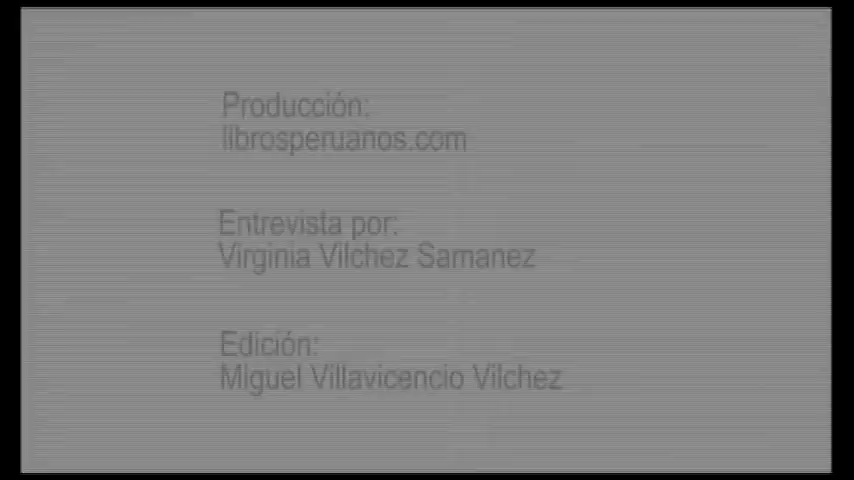 Producción:
librosperuanos.com
Entrevista por:
Virginia Vilchez Samanez
Edición:
Miguel Villavicencio Vilchez